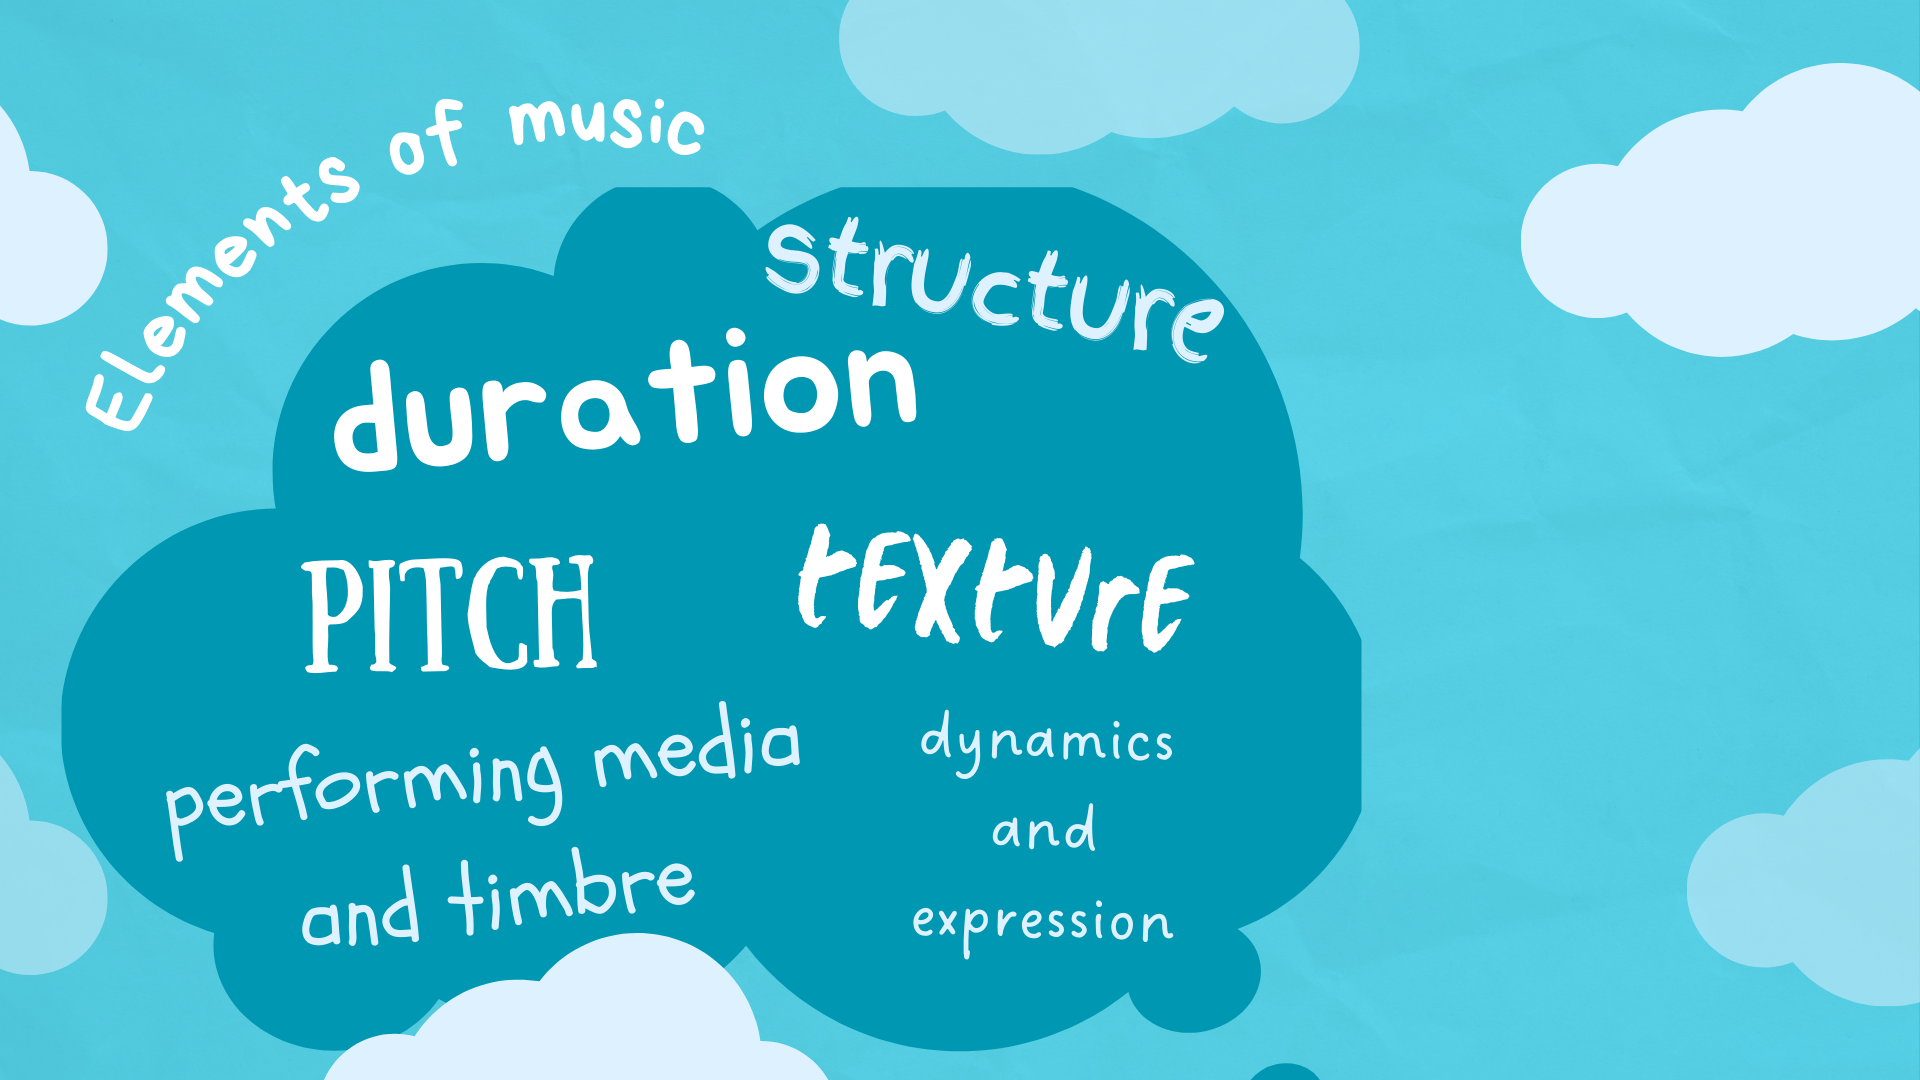 Elements of music
structure
duration
PITCH
tEXtUrE
performing media
and timbre
dynamics
and
expression